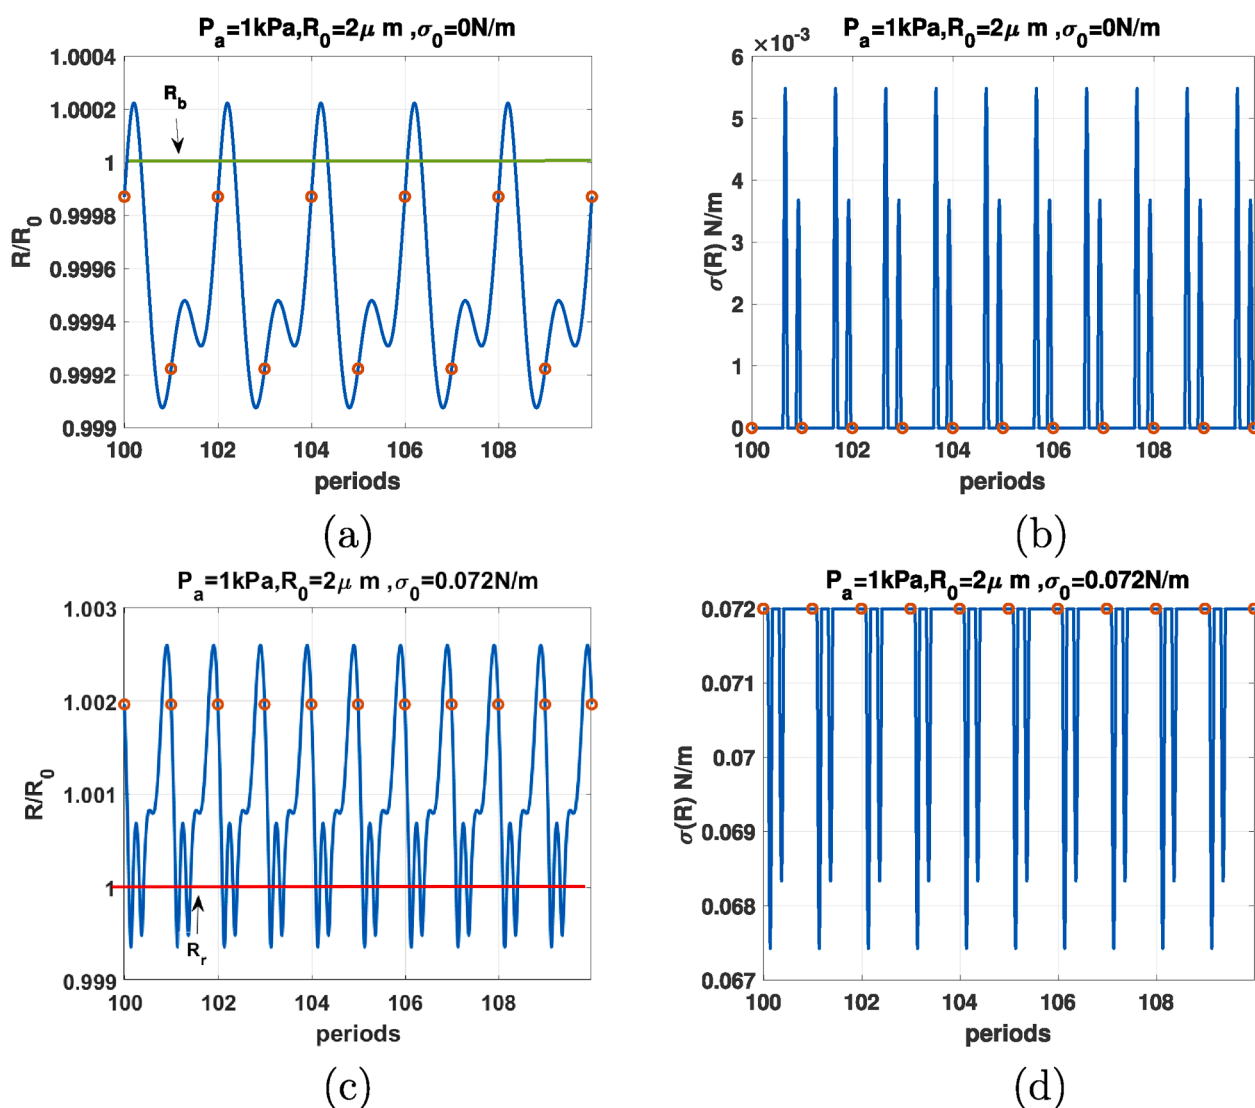 P_a=1kPa,R_0=2μ m ,σ_0=0N/m
1.0004
1.0002
1
0.9998
0.9996
0.9994
0.9992
0.999
R/R_0
R_b
100 102 104 106 108
periods
(a)
P_a=1kPa,R_0=2μ m ,σ_0=0N/m
×10^-3
6
5
4
3
2
1
0
σ(R) N/m
100 102 104 106 108
periods
(b)
P_a=1kPa,R_0=2μ m ,σ_0=0.072N/m
1.003
1.002
1.001
1
0.999
R/R_0
R_r
100 102 104 106 108
periods
(c)
P_a=1kPa,R_0=2μ m ,σ_0=0.072N/m
0.072
0.071
0.07
0.069
0.068
0.067
σ(R) N/m
100 102 104 106 108
periods
(d)